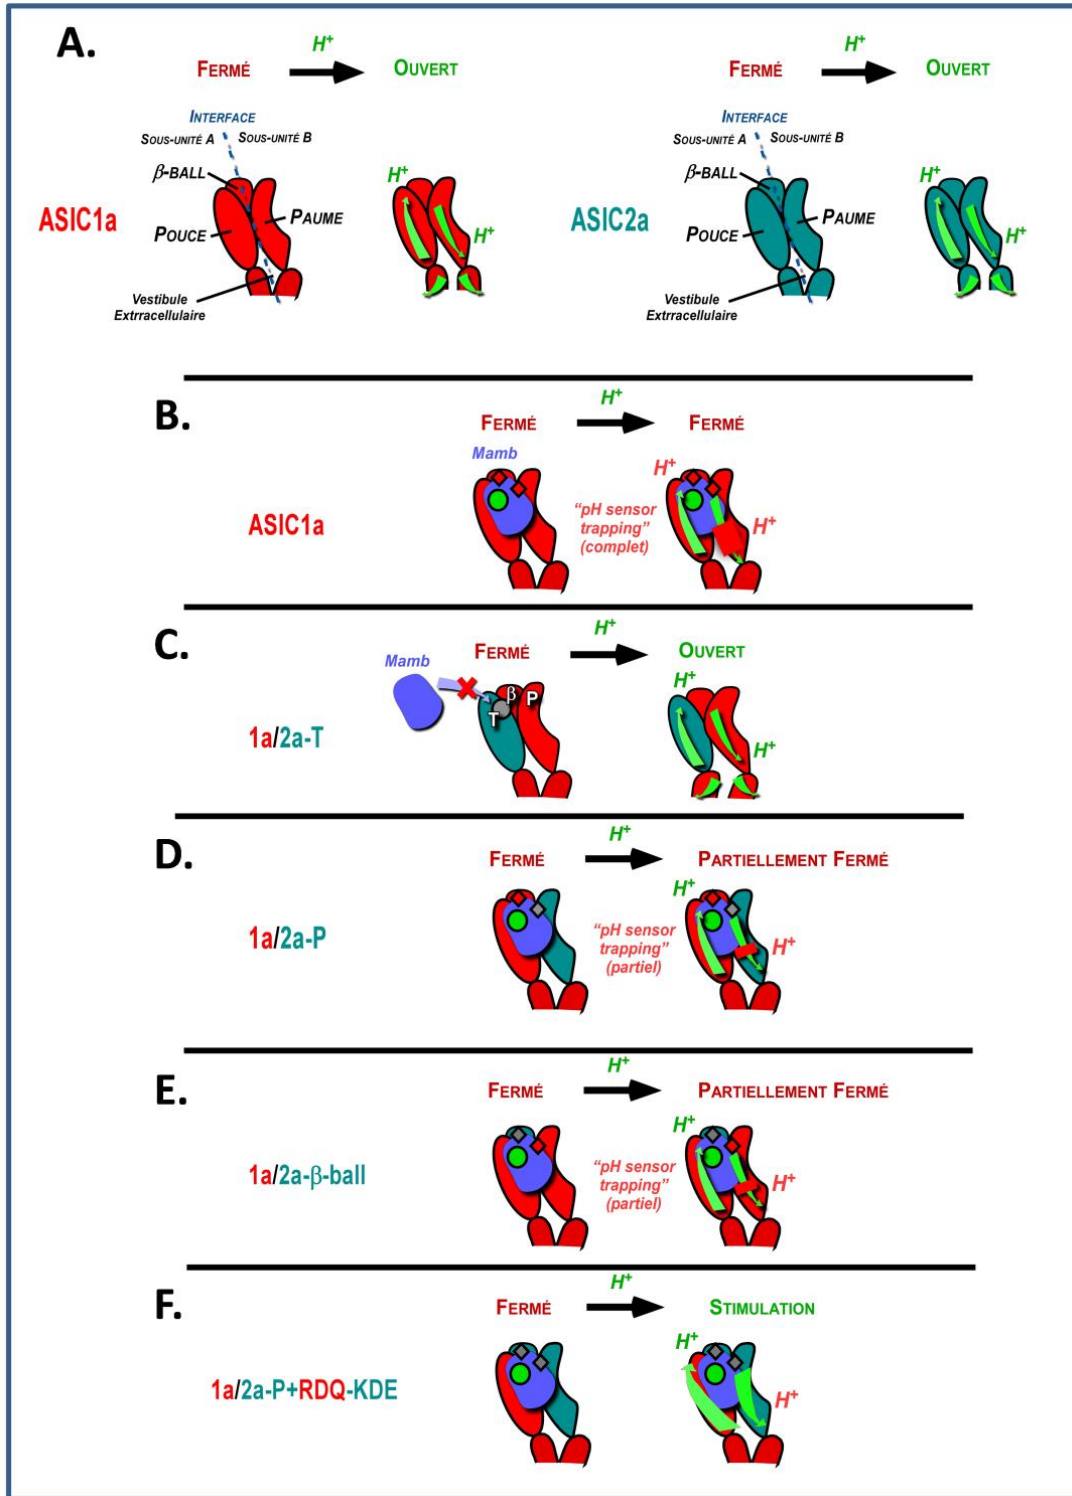 A.
H+
FERMÉ
OUVERT
INTERFACE
SOUS-UNITÉ A
SOUS-UNITÉ B
β-BALL
H+
ASIC1a
PAUME
POUCE
H+
Vestibule
Extrracellulaire
H+
FERMÉ
OUVERT
INTERFACE
SOUS-UNITÉ A
SOUS-UNITÉ B
β-BALL
H+
ASIC2a
PAUME
POUCE
H+
Vestibule
Extrracellulaire
B.
H+
FERMÉ
FERMÉ
Mamb
H+
ASIC1a
“pH sensor
trapping”
(complet)
H+
C.
H+
FERMÉ
OUVERT
Mamb
H+
β
P
T
1a/2a-T
H+
D.
H+
FERMÉ
PARTIELLEMENT FERMÉ
H+
1a/2a-P
“pH sensor
trapping”
(partiel)
H+
E.
H+
FERMÉ
PARTIELLEMENT FERMÉ
H+
1a/2a-β-ball
“pH sensor
trapping”
(partiel)
H+
F.
H+
FERMÉ
STIMULATION
H+
1a/2a-P+RDQ-KDE
H+